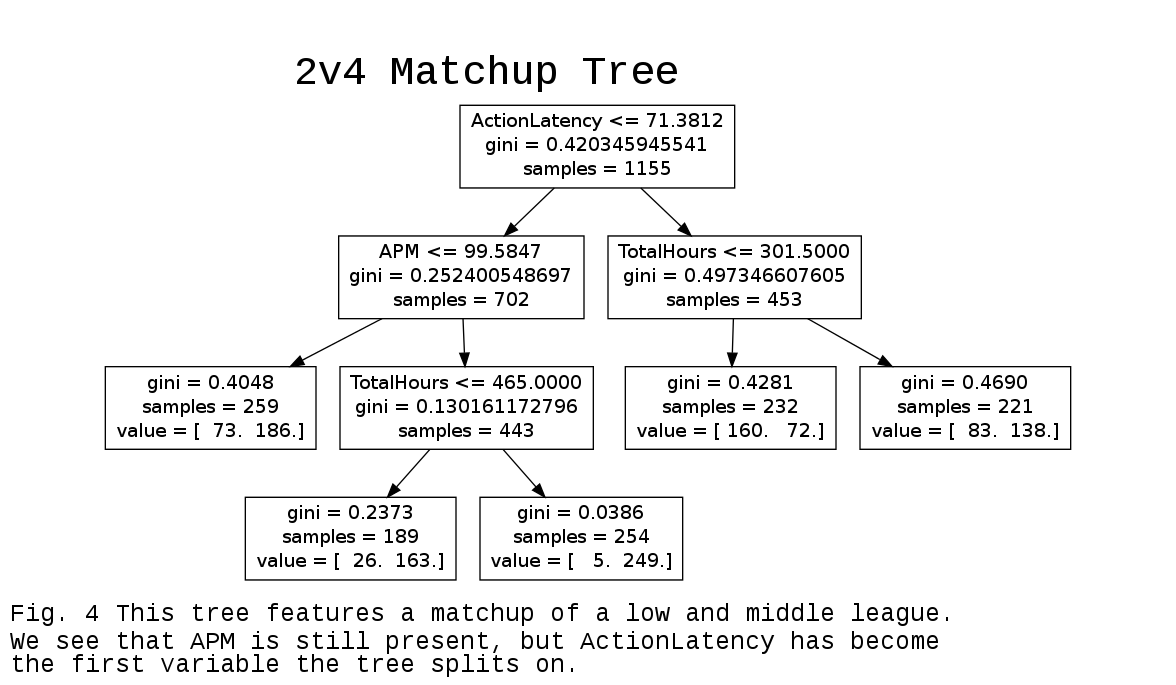 2v4 Matchup Tree
ActionLatency <= 71.3812
gini = 0.420345945541
samples = 1155
APM <= 99.5847
gini = 0.252400548697
samples = 702
TotalHours <= 301.5000
gini = 0.497346607605
samples = 453
gini = 0.4048
samples = 259
value = [  73.  186.]
TotalHours <= 465.0000
gini = 0.130161172796
samples = 443
gini = 0.4281
samples = 232
value = [ 160.   72.]
gini = 0.4690
samples = 221
value = [  83.  138.]
gini = 0.2373
samples = 189
value = [  26.  163.]
gini = 0.0386
samples = 254
value = [   5.  249.]
Fig. 4 This tree features a matchup of a low and middle league.
We see that APM is still present, but ActionLatency has become
the first variable the tree splits on.